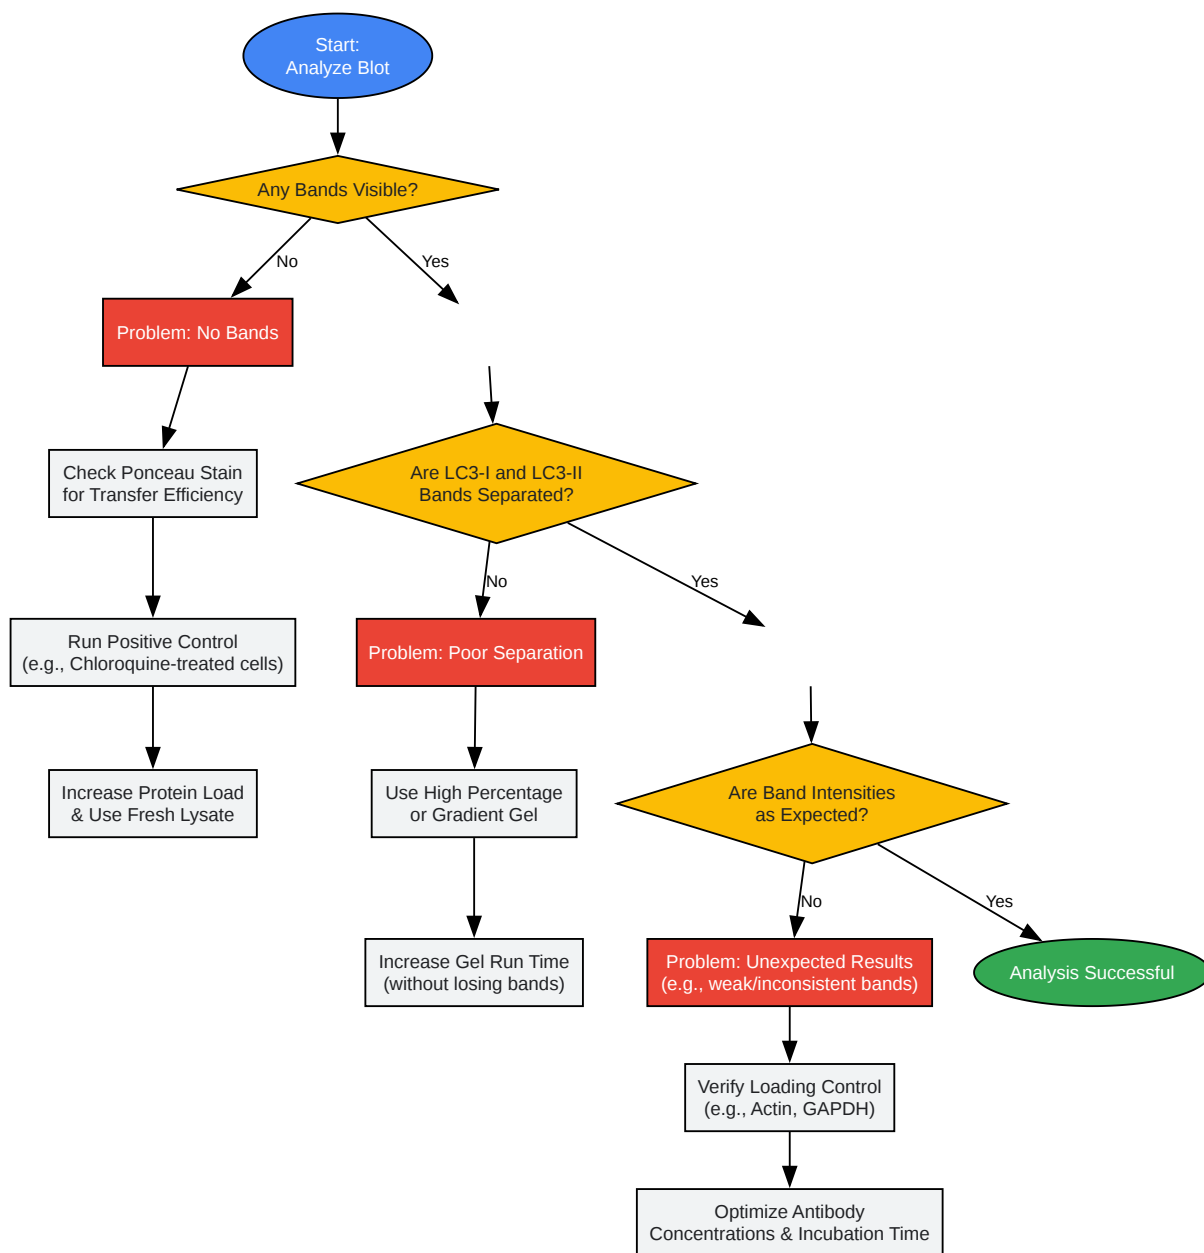 Start:
Analyze Blot
Any Bands Visible?
No
Yes
Problem: No Bands
Check Ponceau Stain
for Transfer Efficiency
Are LC3-I and LC3-II
Bands Separated?
No
Yes
Run Positive Control
(e.g., Chloroquine-treated cells)
Problem: Poor Separation
Increase Protein Load
& Use Fresh Lysate
Use High Percentage
or Gradient Gel
Are Band Intensities
as Expected?
No
Yes
Increase Gel Run Time
(without losing bands)
Problem: Unexpected Results
(e.g., weak/inconsistent bands)
Analysis Successful
Verify Loading Control
(e.g., Actin, GAPDH)
Optimize Antibody
Concentrations & Incubation Time